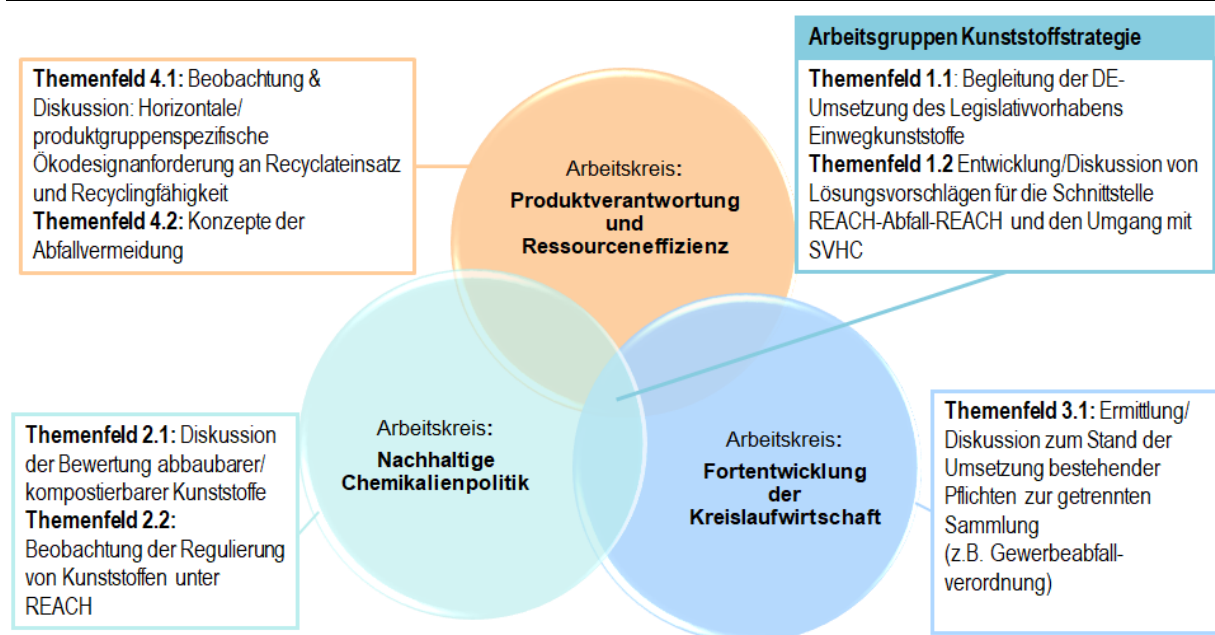 Arbeitsgruppen Kunststoffstrategie
Themenfeld 1.1: Begleitung der DE-
Umsetzung des Legislativvorhabens
Einwegkunststoffe
Themenfeld 1.2 Entwicklung/Diskussion von
Lösungsvorschlägen für die Schnittstelle
REACH-Abfall-REACH und den Umgang mit
SVHC
Themenfeld 4.1: Beobachtung &
Diskussion: Horizontale/
produktgruppenspezifische
Ökodesignanforderung an Recyclateinsatz
und Recyclingfähigkeit
Themenfeld 4.2: Konzepte der
Abfallvermeidung
Arbeitskreis:
Produktverantwortung
und
Ressourceneffizienz
Arbeitskreis:
Nachhaltige
Chemikalienpolitik
Arbeitskreis:
Fortentwicklung
der
Kreislaufwirtschaft
Themenfeld 2.1: Diskussion
der Bewertung abbaubarer/
kompostierbarer Kunststoffe
Themenfeld 2.2:
Beobachtung der Regulierung
von Kunststoffen unter
REACH
Themenfeld 3.1: Ermittlung/
Diskussion zum Stand der
Umsetzung bestehender
Pflichten zur getrennten
Sammlung
(z.B. Gewerbeabfall-
verordnung)